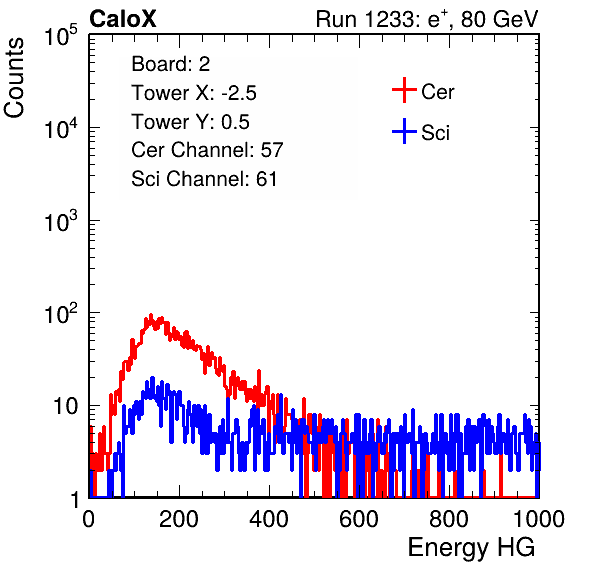 CaloX Run 1233: e⁺, 80 GeV
Counts
10⁵
10⁴
10³
10²
10
1
Board: 2
Tower X: -2.5
Tower Y: 0.5
Cer Channel: 57
Sci Channel: 61
Cer
Sci
0 200 400 600 800 1000
Energy HG